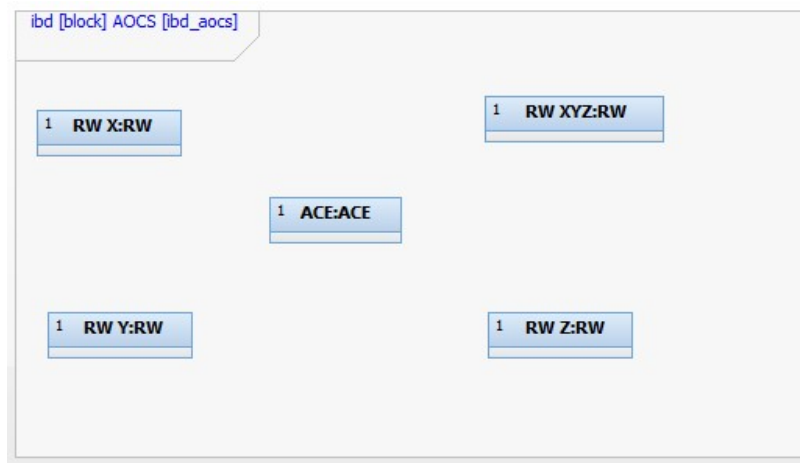 ibd [block] AOCS [ibd_aocs]
1 RW X:RW
1 RW XYZ:RW
1 ACE:ACE
1 RW Y:RW
1 RW Z:RW